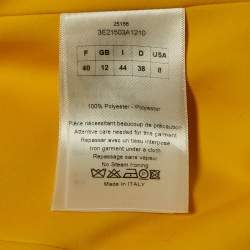 25156
3E21503A1210
F GB I D USA
40 12 44 38 8
100% Polyester - Polyester
Pièce nécessitant beaucoup de précaution
Attentive care needed for this garment
Repasser avec un tissu interposé
Iron garment under cloth
Repassage sans vapeur
No Steam Ironing
Made in ITALY